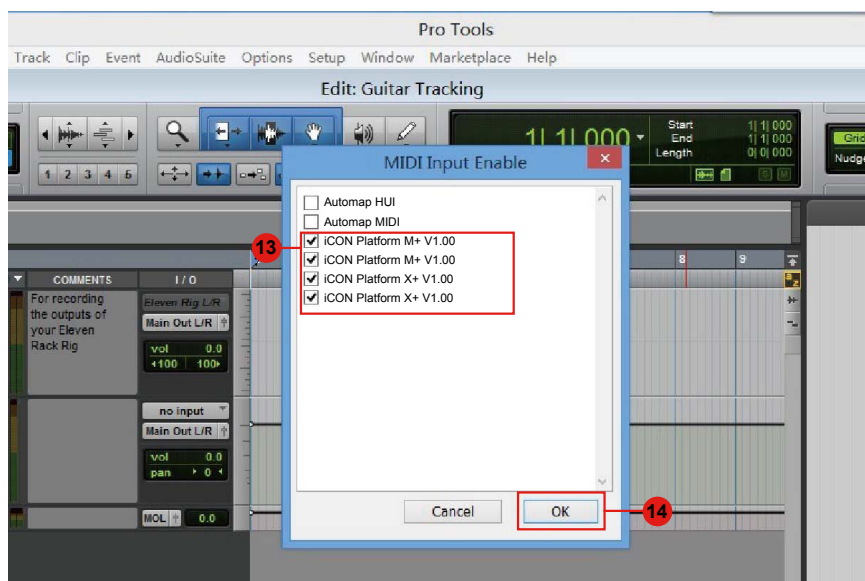 Pro Tools
Track Clip Event AudioSuite Options Setup Window Marketplace Help
Edit: Guitar Tracking
1| 1| 000
Start 1| 1| 000
End 1| 1| 000
Length 0| 0| 000
Grid
Nudge
1 2 3 4 5
S M
MIDI Input Enable
Automap HUI
Automap MIDI
13
iCON Platform M+ V1.00
iCON Platform M+ V1.00
iCON Platform X+ V1.00
iCON Platform X+ V1.00
8 9
COMMENTS I / O
a z
For recording
the outputs of
your Eleven
Rack Rig
Eleven Rig L/R
Main Out L/R
vol 0.0
100 100
no input
Main Out L/R
vol 0.0
pan 0
MOL 0.0
Cancel OK
14